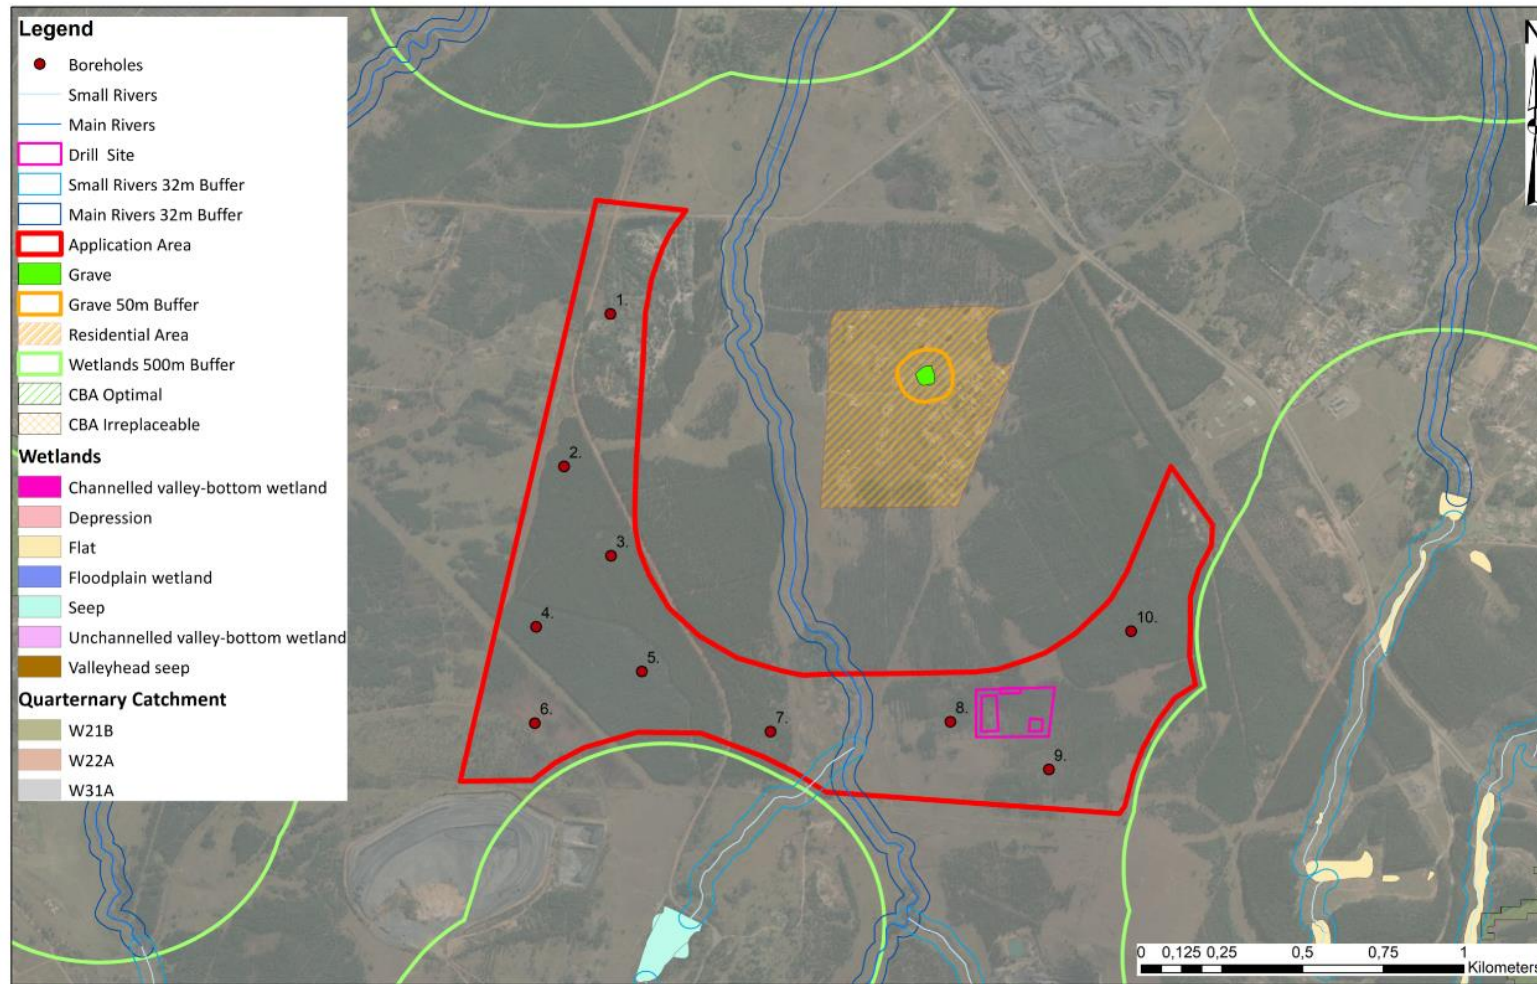 Legend
Boreholes
Small Rivers
Main Rivers
Drill Site
Small Rivers 32m Buffer
Main Rivers 32m Buffer
Application Area
Grave
Grave 50m Buffer
Residential Area
Wetlands 500m Buffer
CBA Optimal
CBA Irreplaceable
Wetlands
Channelled valley-bottom wetland
Depression
Flat
Floodplain wetland
Seep
Unchannelled valley-bottom wetland
Valleyhead seep
Quarternary Catchment
W21B
W22A
W31A
N
1.
2.
3.
4.
5.
6.
7.
8.
9.
10.
0 0,125 0,25 0,5 0,75 1
Kilometers